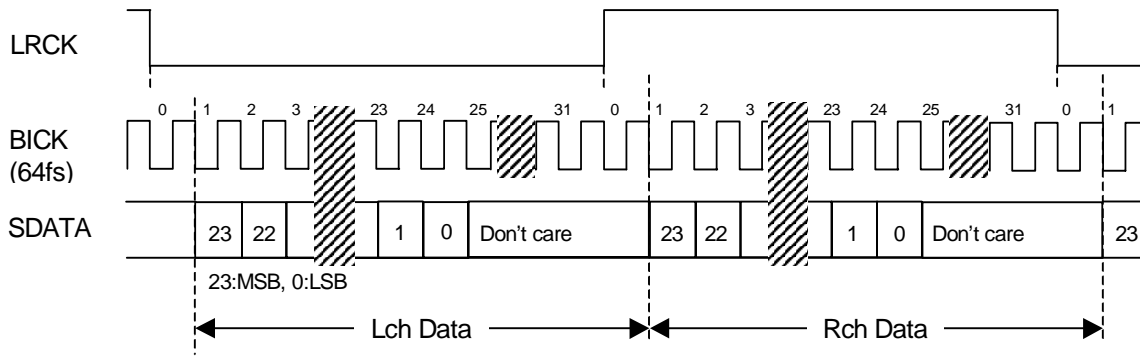 LRCK
0 1 2 3 23 24 25 31 0 1 2 3 23 24 25 31 0 1
BICK
(64fs)
SDATA 23 22 1 0 Don't care 23 22 1 0 Don't care 23
23:MSB, 0:LSB
Lch Data Rch Data